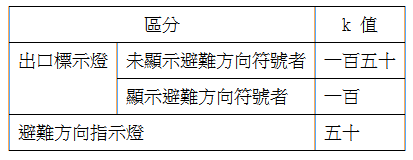 區分 k 值
出口標示燈 未顯示避難方向符號者 一百五十
顯示避難方向符號者 一百
避難方向指示燈 五十